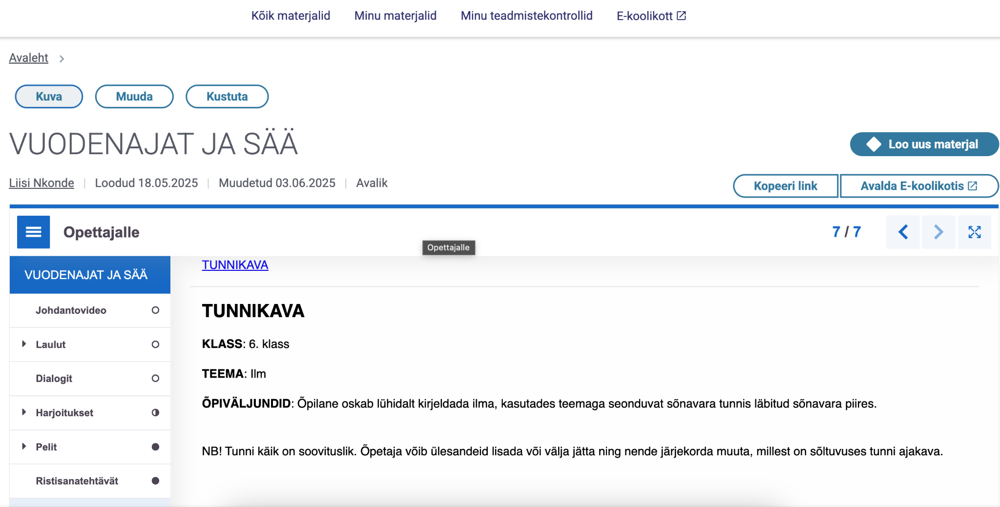 Kõik materjalid Minu materjalid Minu teadmistekontrollid E-koolikott
Avaleht
Kuva Muuda Kustuta
VUODENAJAT JA SÄÄ
Loo uus materjal
Liisi Nkonde | Loodud 18.05.2025 | Muudetud 03.06.2025 | Avalik
Kopeeri link Avalda E-koolikotis
Opettajalle
7 / 7
Opettajalle
VUODENAJAT JA SÄÄ
Johdantovideo
Laulut
Dialogit
Harjoitukset
Pelit
Ristisanatehtävät
TUNNIKAVA
TUNNIKAVA
KLASS: 6. klass
TEEMA: Ilm
ÕPIVÄLJUNDID: Õpilane oskab lühidalt kirjeldada ilma, kasutades teemaga seonduvat sõnavara tunnis läbitud sõnavara piires.
NB! Tunni käik on soovituslik. Õpetaja võib ülesandeid lisada või välja jätta ning nende järjekorda muuta, millest on sõltuvuses tunni ajakava.